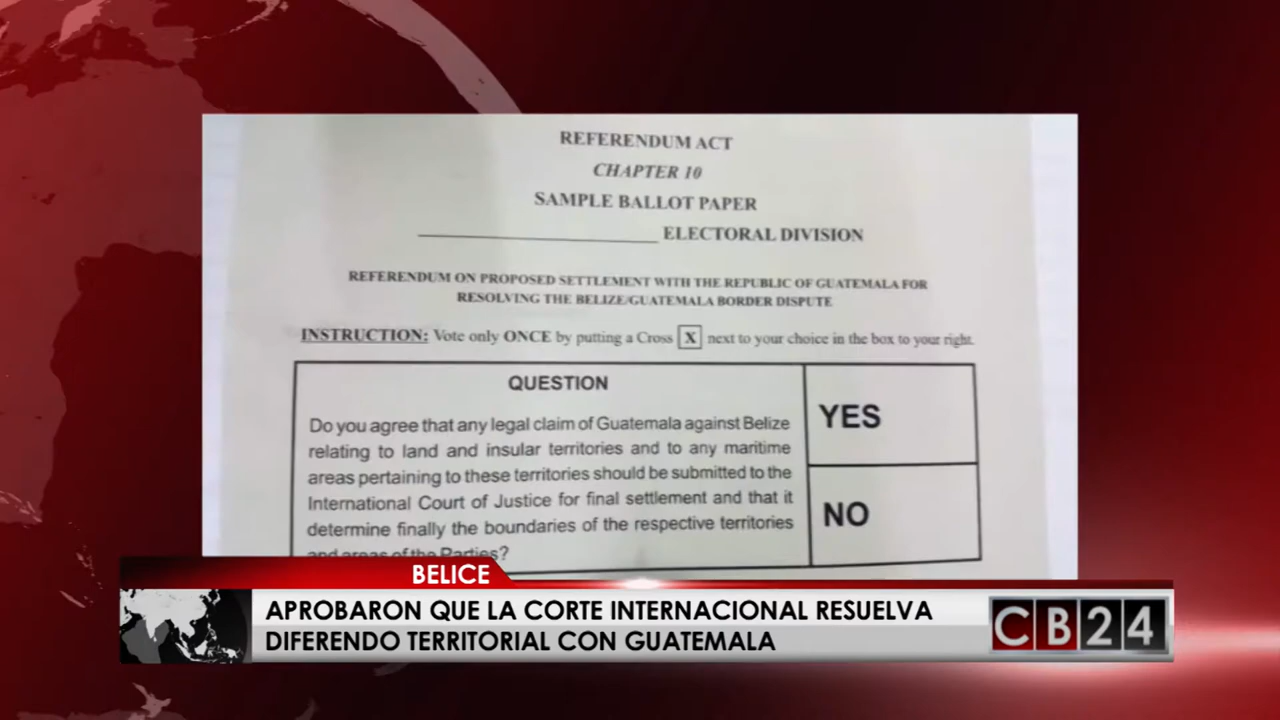 REFERENDUM ACT
CHAPTER 10
SAMPLE BALLOT PAPER
ELECTORAL DIVISION
REFERENDUM ON PROPOSED SETTLEMENT WITH THE REPUBLIC OF GUATEMALA FOR
RESOLVING THE BELIZE/GUATEMALA BORDER DISPUTE
INSTRUCTION: Vote only ONCE by putting a Cross X next to your choice in the box to your right.
QUESTION
Do you agree that any legal claim of Guatemala against Belize
relating to land and insular territories and to any maritime
areas pertaining to these territories should be submitted to the
International Court of Justice for final settlement and that it
determine finally the boundaries of the respective territories
and areas of the Parties?
YES
NO
BELICE
APROBARON QUE LA CORTE INTERNACIONAL RESUELVA
DIFERENDO TERRITORIAL CON GUATEMALA
CB24